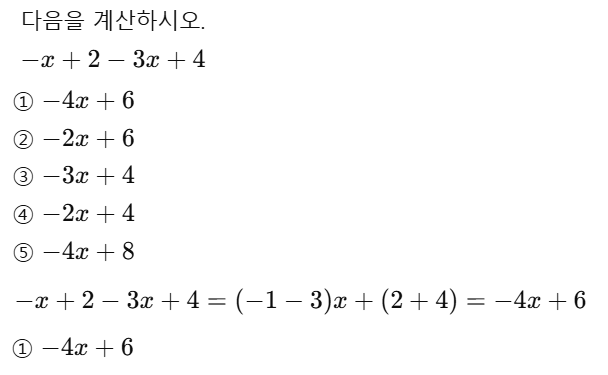 다음을 계산하시오.
−x + 2 − 3x + 4
① −4x + 6
② −2x + 6
③ −3x + 4
④ −2x + 4
⑤ −4x + 8
−x + 2 − 3x + 4 = (−1 − 3)x + (2 + 4) = −4x + 6
① −4x + 6